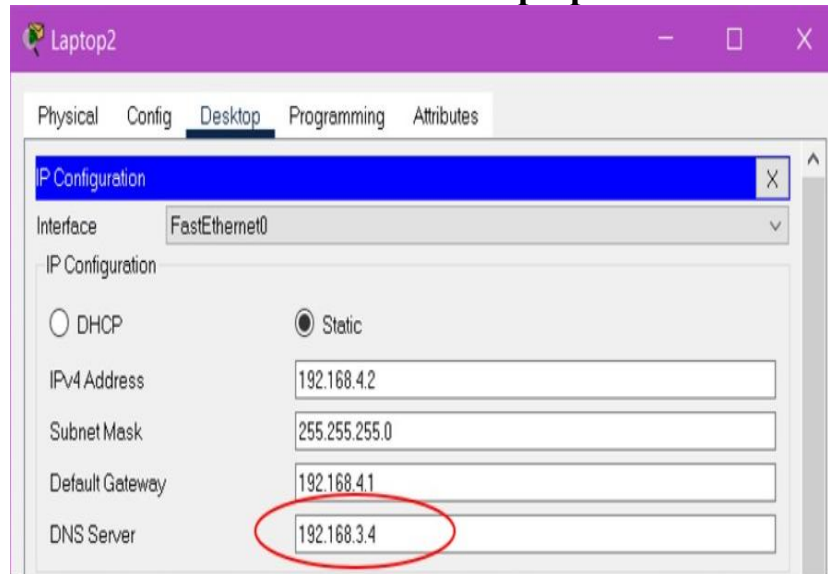 Laptop2
Physical Config Desktop Programming Attributes
IP Configuration X
Interface FastEthernet0
IP Configuration
DHCP Static
IPv4 Address 192.168.4.2
Subnet Mask 255.255.255.0
Default Gateway 192.168.4.1
DNS Server 192.168.3.4